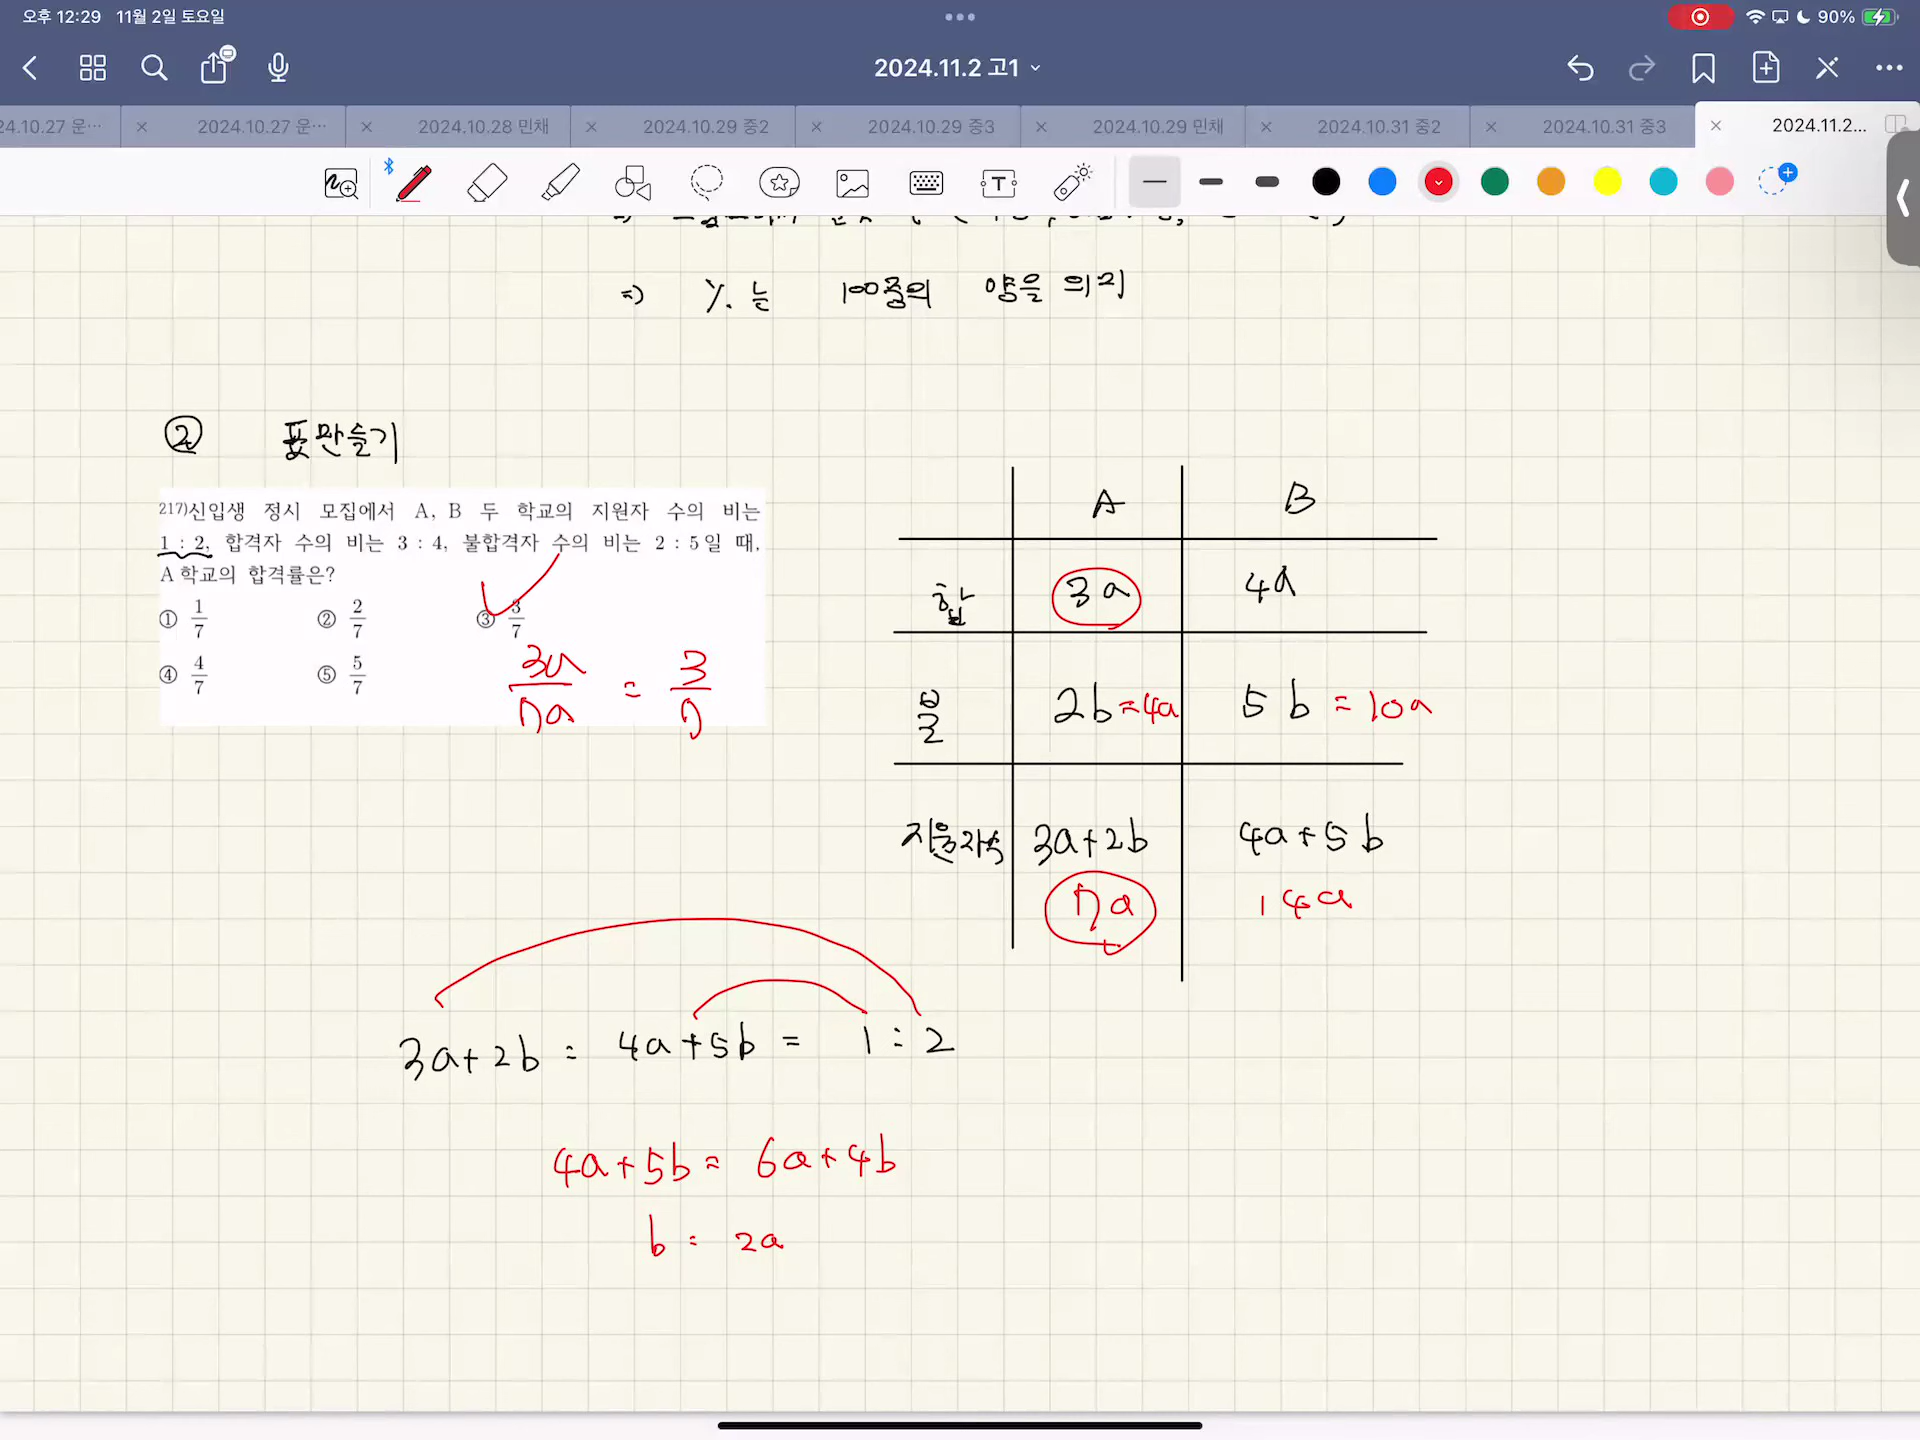 오후 12:29 11월 2일 토요일
90%
2024.11.2 고1
24.10.27 운…
2024.10.27 운…
2024.10.28 민채
2024.10.29 중2
2024.10.29 중3
2024.10.29 민채
2024.10.31 중2
2024.10.31 중3
2024.11.2...
⇒ %는 100중의 양을 의미
② 표만들기
217)신입생 정시 모집에서 A, B 두 학교의 지원자 수의 비는
1 : 2, 합격자 수의 비는 3 : 4, 불합격자 수의 비는 2 : 5일 때,
A 학교의 합격률은?
① 1/7 ② 2/7 ③ 3/7
④ 4/7 ⑤ 5/7
3a/7a = 3/7
A B
합 3a 4a
불 2b=4a 5b=10a
지원자수 3a+2b 4a+5b
7a 14a
3a+2b : 4a+5b = 1:2
4a+5b = 6a+4b
b = 2a